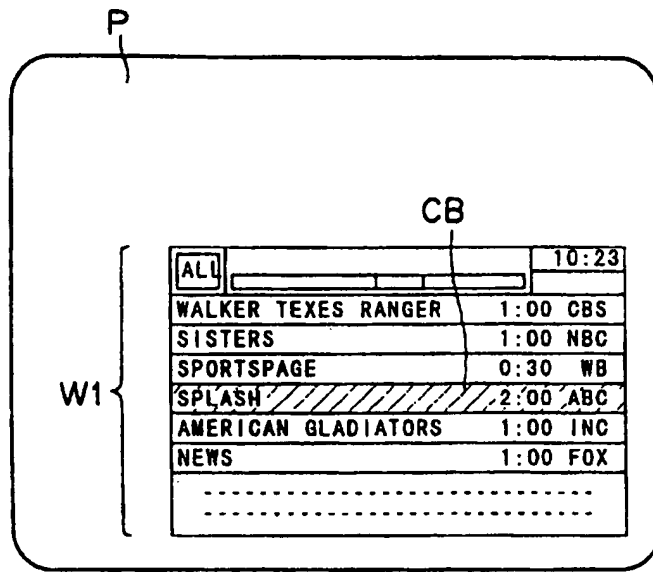 P
CB
W1
ALL
10:23
WALKER TEXES RANGER 1:00 CBS
SISTERS 1:00 NBC
SPORTSPAGE 0:30 WB
SPLASH 2:00 ABC
AMERICAN GLADIATORS 1:00 INC
NEWS 1:00 FOX